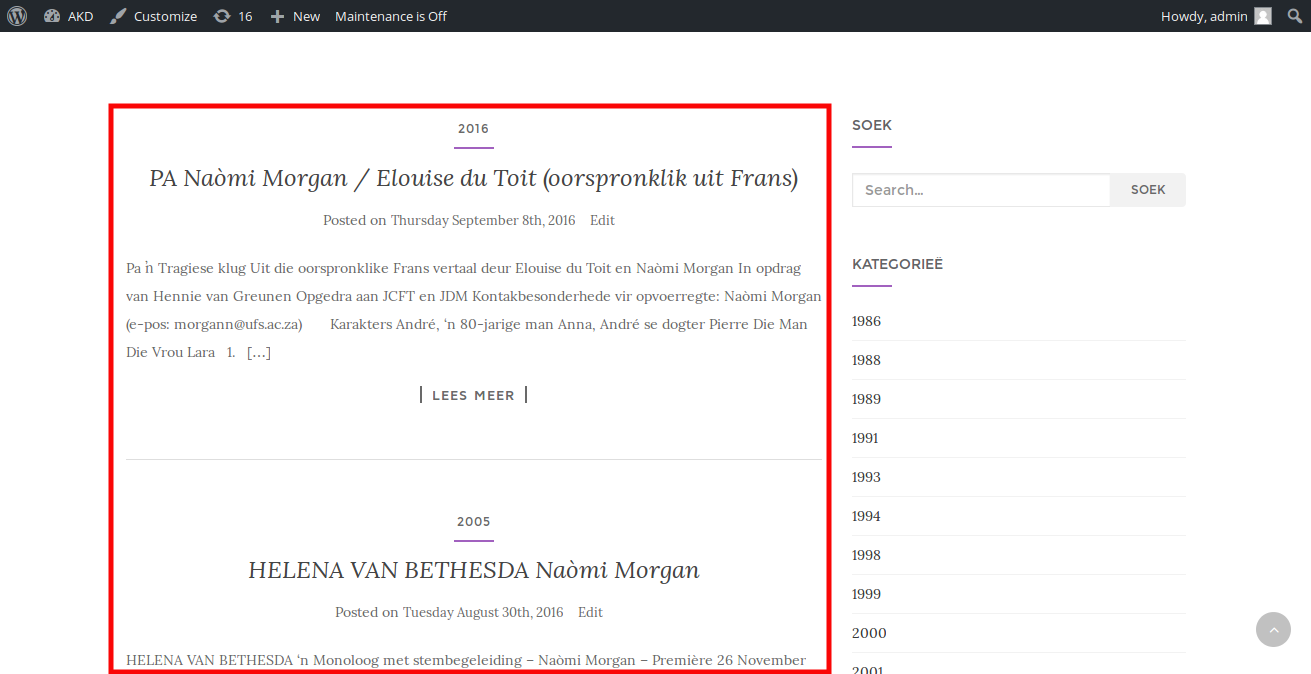 AKD Customize 16 New Maintenance is Off Howdy, admin
2016
PA Naòmi Morgan / Elouise du Toit (oorspronklik uit Frans)
Posted on Thursday September 8th, 2016 Edit
Pa ŉ Tragiese klug Uit die oorspronklike Frans vertaal deur Elouise du Toit en Naòmi Morgan In opdrag
van Hennie van Greunen Opgedra aan JCFT en JDM Kontakbesonderhede vir opvoerregte: Naòmi Morgan
(e-pos: morgann@ufs.ac.za) Karakters André, ‘n 80-jarige man Anna, André se dogter Pierre Die Man
Die Vrou Lara 1. […]
LEES MEER
2005
HELENA VAN BETHESDA Naòmi Morgan
Posted on Tuesday August 30th, 2016 Edit
HELENA VAN BETHESDA ‘n Monoloog met stembegeleiding – Naòmi Morgan – Première 26 November
SOEK
Search… SOEK
KATEGORIEË
1986
1988
1989
1991
1993
1994
1998
1999
2000
2001